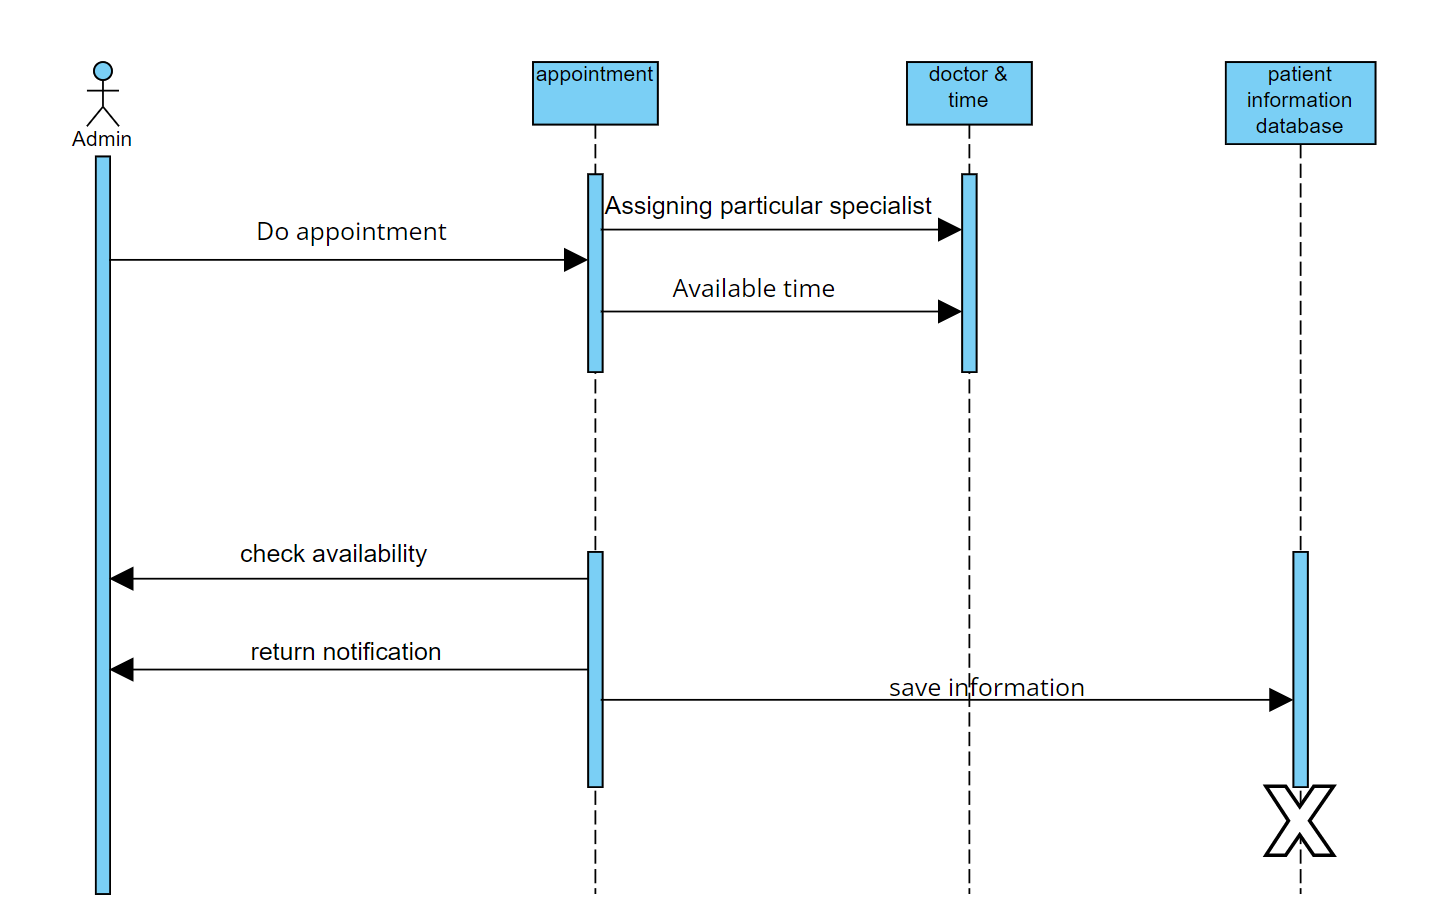 Admin
appointment
doctor &
time
patient
information
database
Assigning particular specialist
Do appointment
Available time
check availability
return notification
save information
X